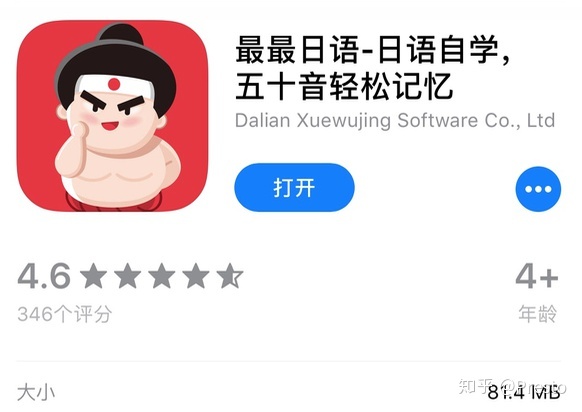 最最日语-日语自学，
五十音轻松记忆
Dalian Xuewujing Software Co., Ltd
打开
4.6
346个评分
4+
年龄
大小
81.4 MB
知乎 @Presto